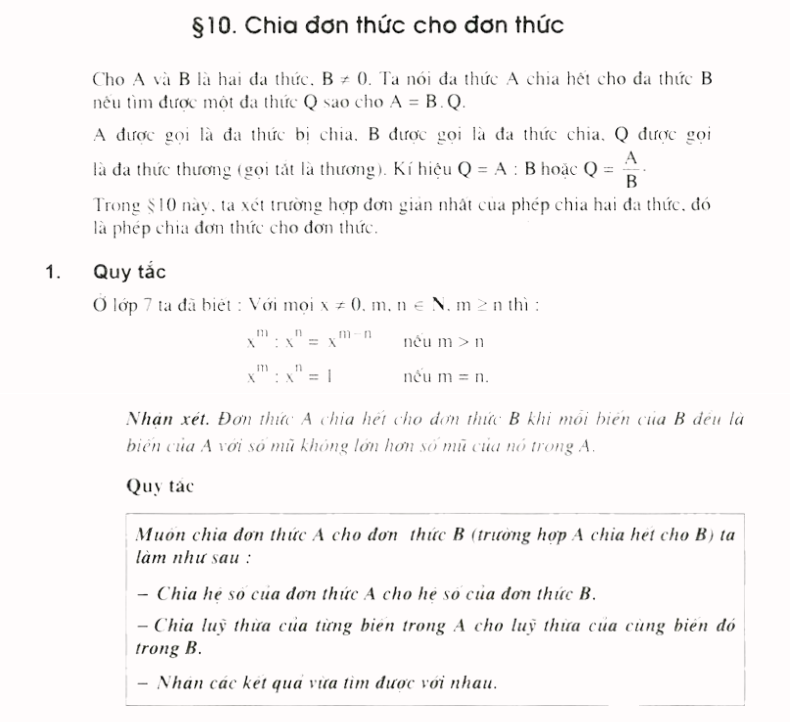 §10. Chia đơn thức cho đơn thức
Cho A và B là hai đa thức, B ≠ 0. Ta nói đa thức A chia hết cho đa thức B
nếu tìm được một đa thức Q sao cho A = B.Q.
A được gọi là đa thức bị chia, B được gọi là đa thức chia, Q được gọi
là đa thức thương (gọi tắt là thương). Kí hiệu Q = A : B hoặc Q = A/B.
Trong §10 này, ta xét trường hợp đơn giản nhất của phép chia hai đa thức, đó
là phép chia đơn thức cho đơn thức.
1. Quy tắc
Ở lớp 7 ta đã biết : Với mọi x ≠ 0, m, n ∈ N, m ≥ n thì :
x^m : x^n = x^(m−n) nếu m > n
x^m : x^n = 1 nếu m = n.
Nhận xét. Đơn thức A chia hết cho đơn thức B khi mỗi biến của B đều là
biến của A với số mũ không lớn hơn số mũ của nó trong A.
Quy tắc
Muốn chia đơn thức A cho đơn thức B (trường hợp A chia hết cho B) ta
làm như sau :
– Chia hệ số của đơn thức A cho hệ số của đơn thức B.
– Chia luỹ thừa của từng biến trong A cho luỹ thừa của cùng biến đó
trong B.
– Nhân các kết quả vừa tìm được với nhau.